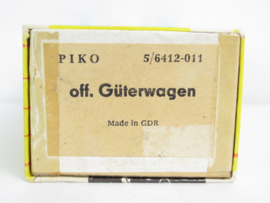 PIKO 5/6412-011
off. Güterwagen
Made in GDR